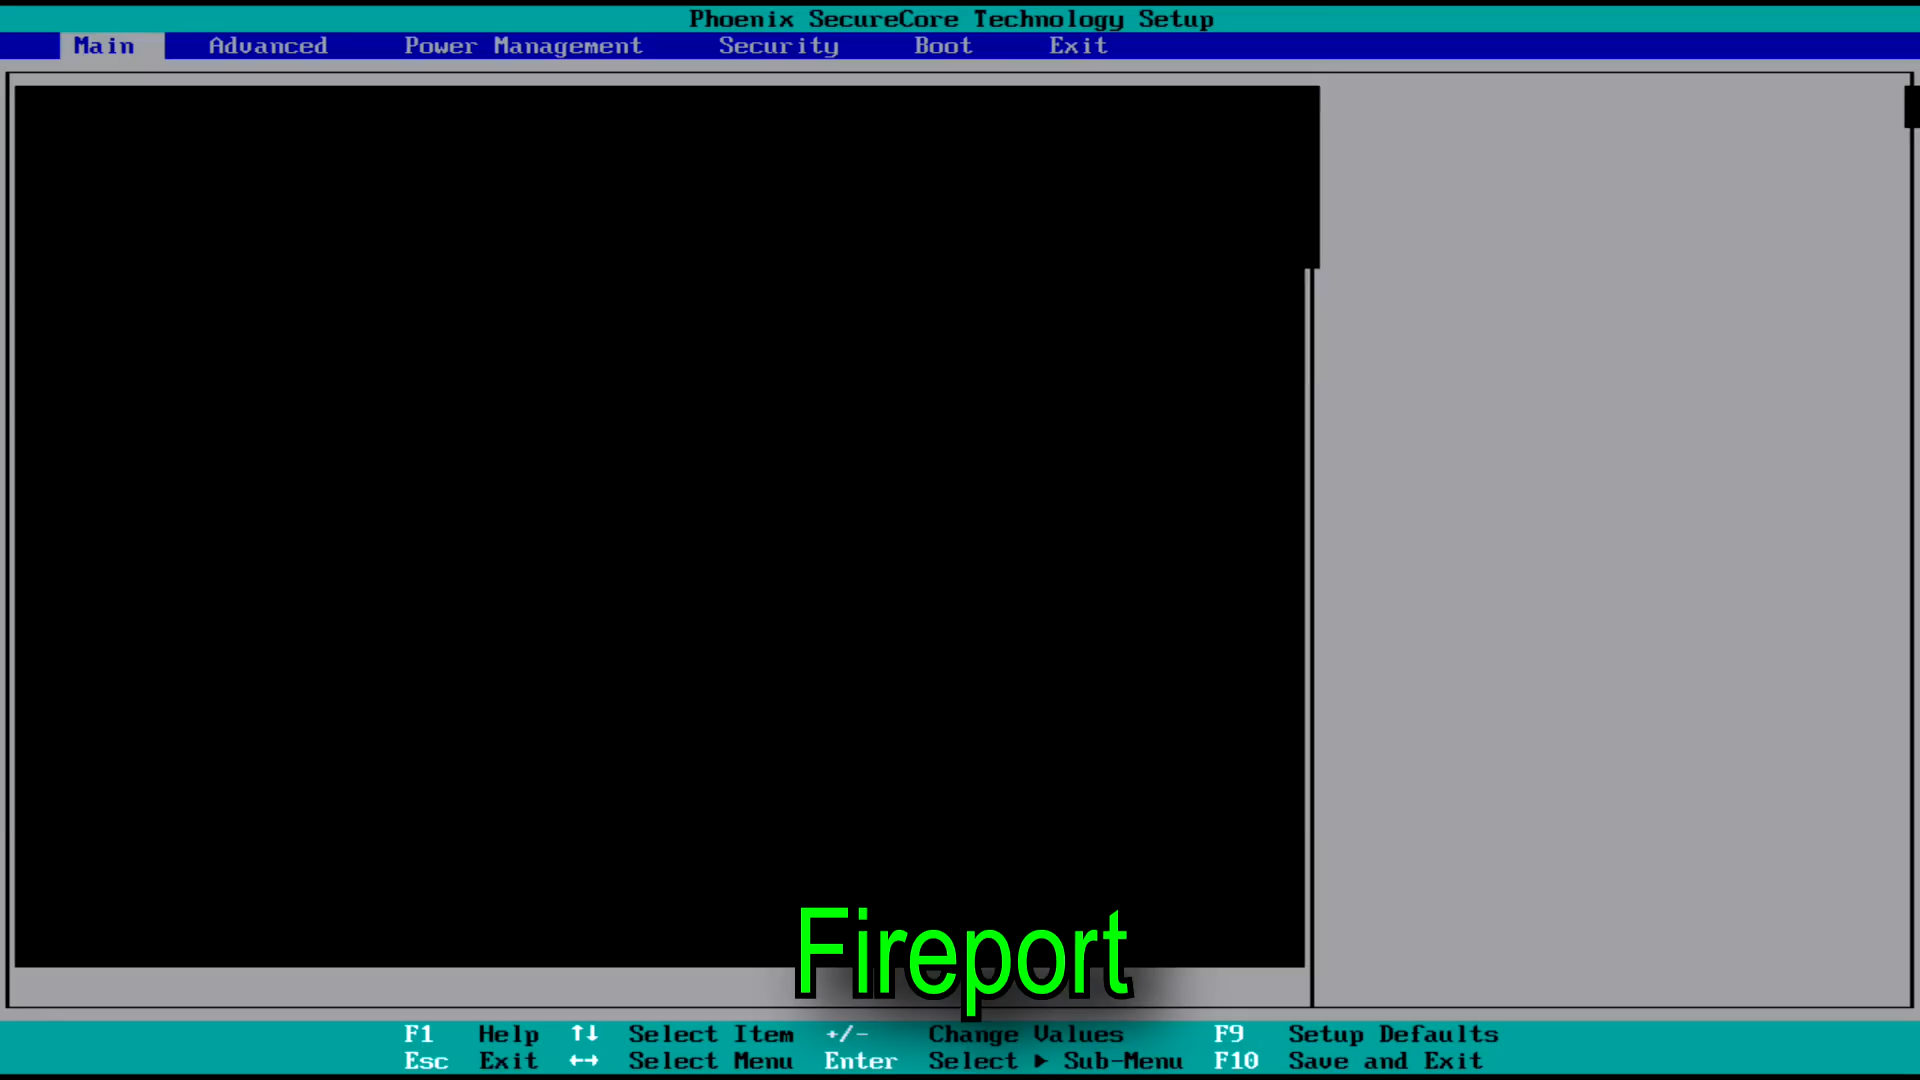 Phoenix SecureCore Technology Setup
Main Advanced Power Management Security Boot Exit
Fireport
F1 Help ↑↓ Select Item +/- Change Values F9 Setup Defaults
Esc Exit ←→ Select Menu Enter Select ▶ Sub-Menu F10 Save and Exit